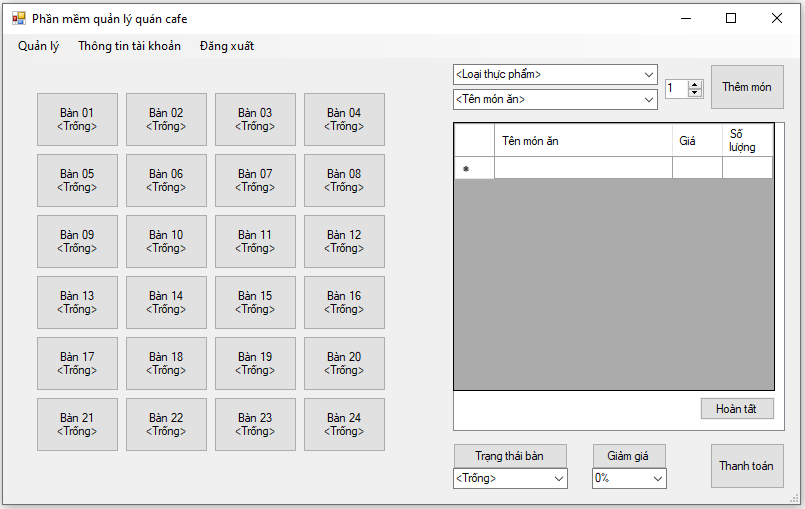 Phần mềm quản lý quán cafe
Quản lý Thông tin tài khoản Đăng xuất
<Loại thực phẩm>
<Tên món ăn>
1
Thêm món
Bàn 01 Bàn 02 Bàn 03 Bàn 04
<Trống> <Trống> <Trống> <Trống>
Bàn 05 Bàn 06 Bàn 07 Bàn 08
<Trống> <Trống> <Trống> <Trống>
Bàn 09 Bàn 10 Bàn 11 Bàn 12
<Trống> <Trống> <Trống> <Trống>
Bàn 13 Bàn 14 Bàn 15 Bàn 16
<Trống> <Trống> <Trống> <Trống>
Bàn 17 Bàn 18 Bàn 19 Bàn 20
<Trống> <Trống> <Trống> <Trống>
Bàn 21 Bàn 22 Bàn 23 Bàn 24
<Trống> <Trống> <Trống> <Trống>
Tên món ăn Giá Số
lượng
Hoàn tất
Trạng thái bàn Giảm giá
<Trống> 0%
Thanh toán